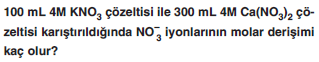 100 mL 4M KNO₃ çözeltisi ile 300 mL 4M Ca(NO₃)₂ çö-
zeltisi karıştırıldığında NO₃⁻ iyonlarının molar derişimi
kaç olur?